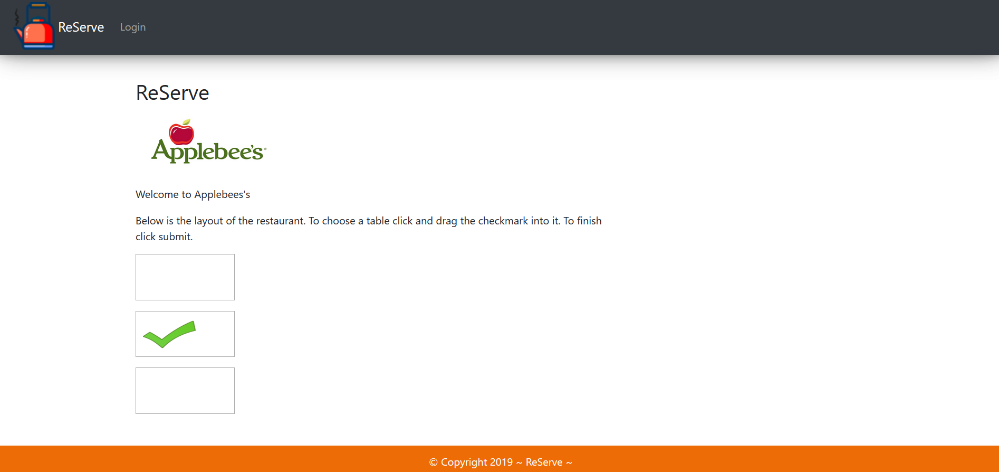 ReServe Login
ReServe
Applebee's
Welcome to Applebees's
Below is the layout of the restaurant. To choose a table click and drag the checkmark into it. To finish
click submit.
© Copyright 2019 ~ ReServe ~